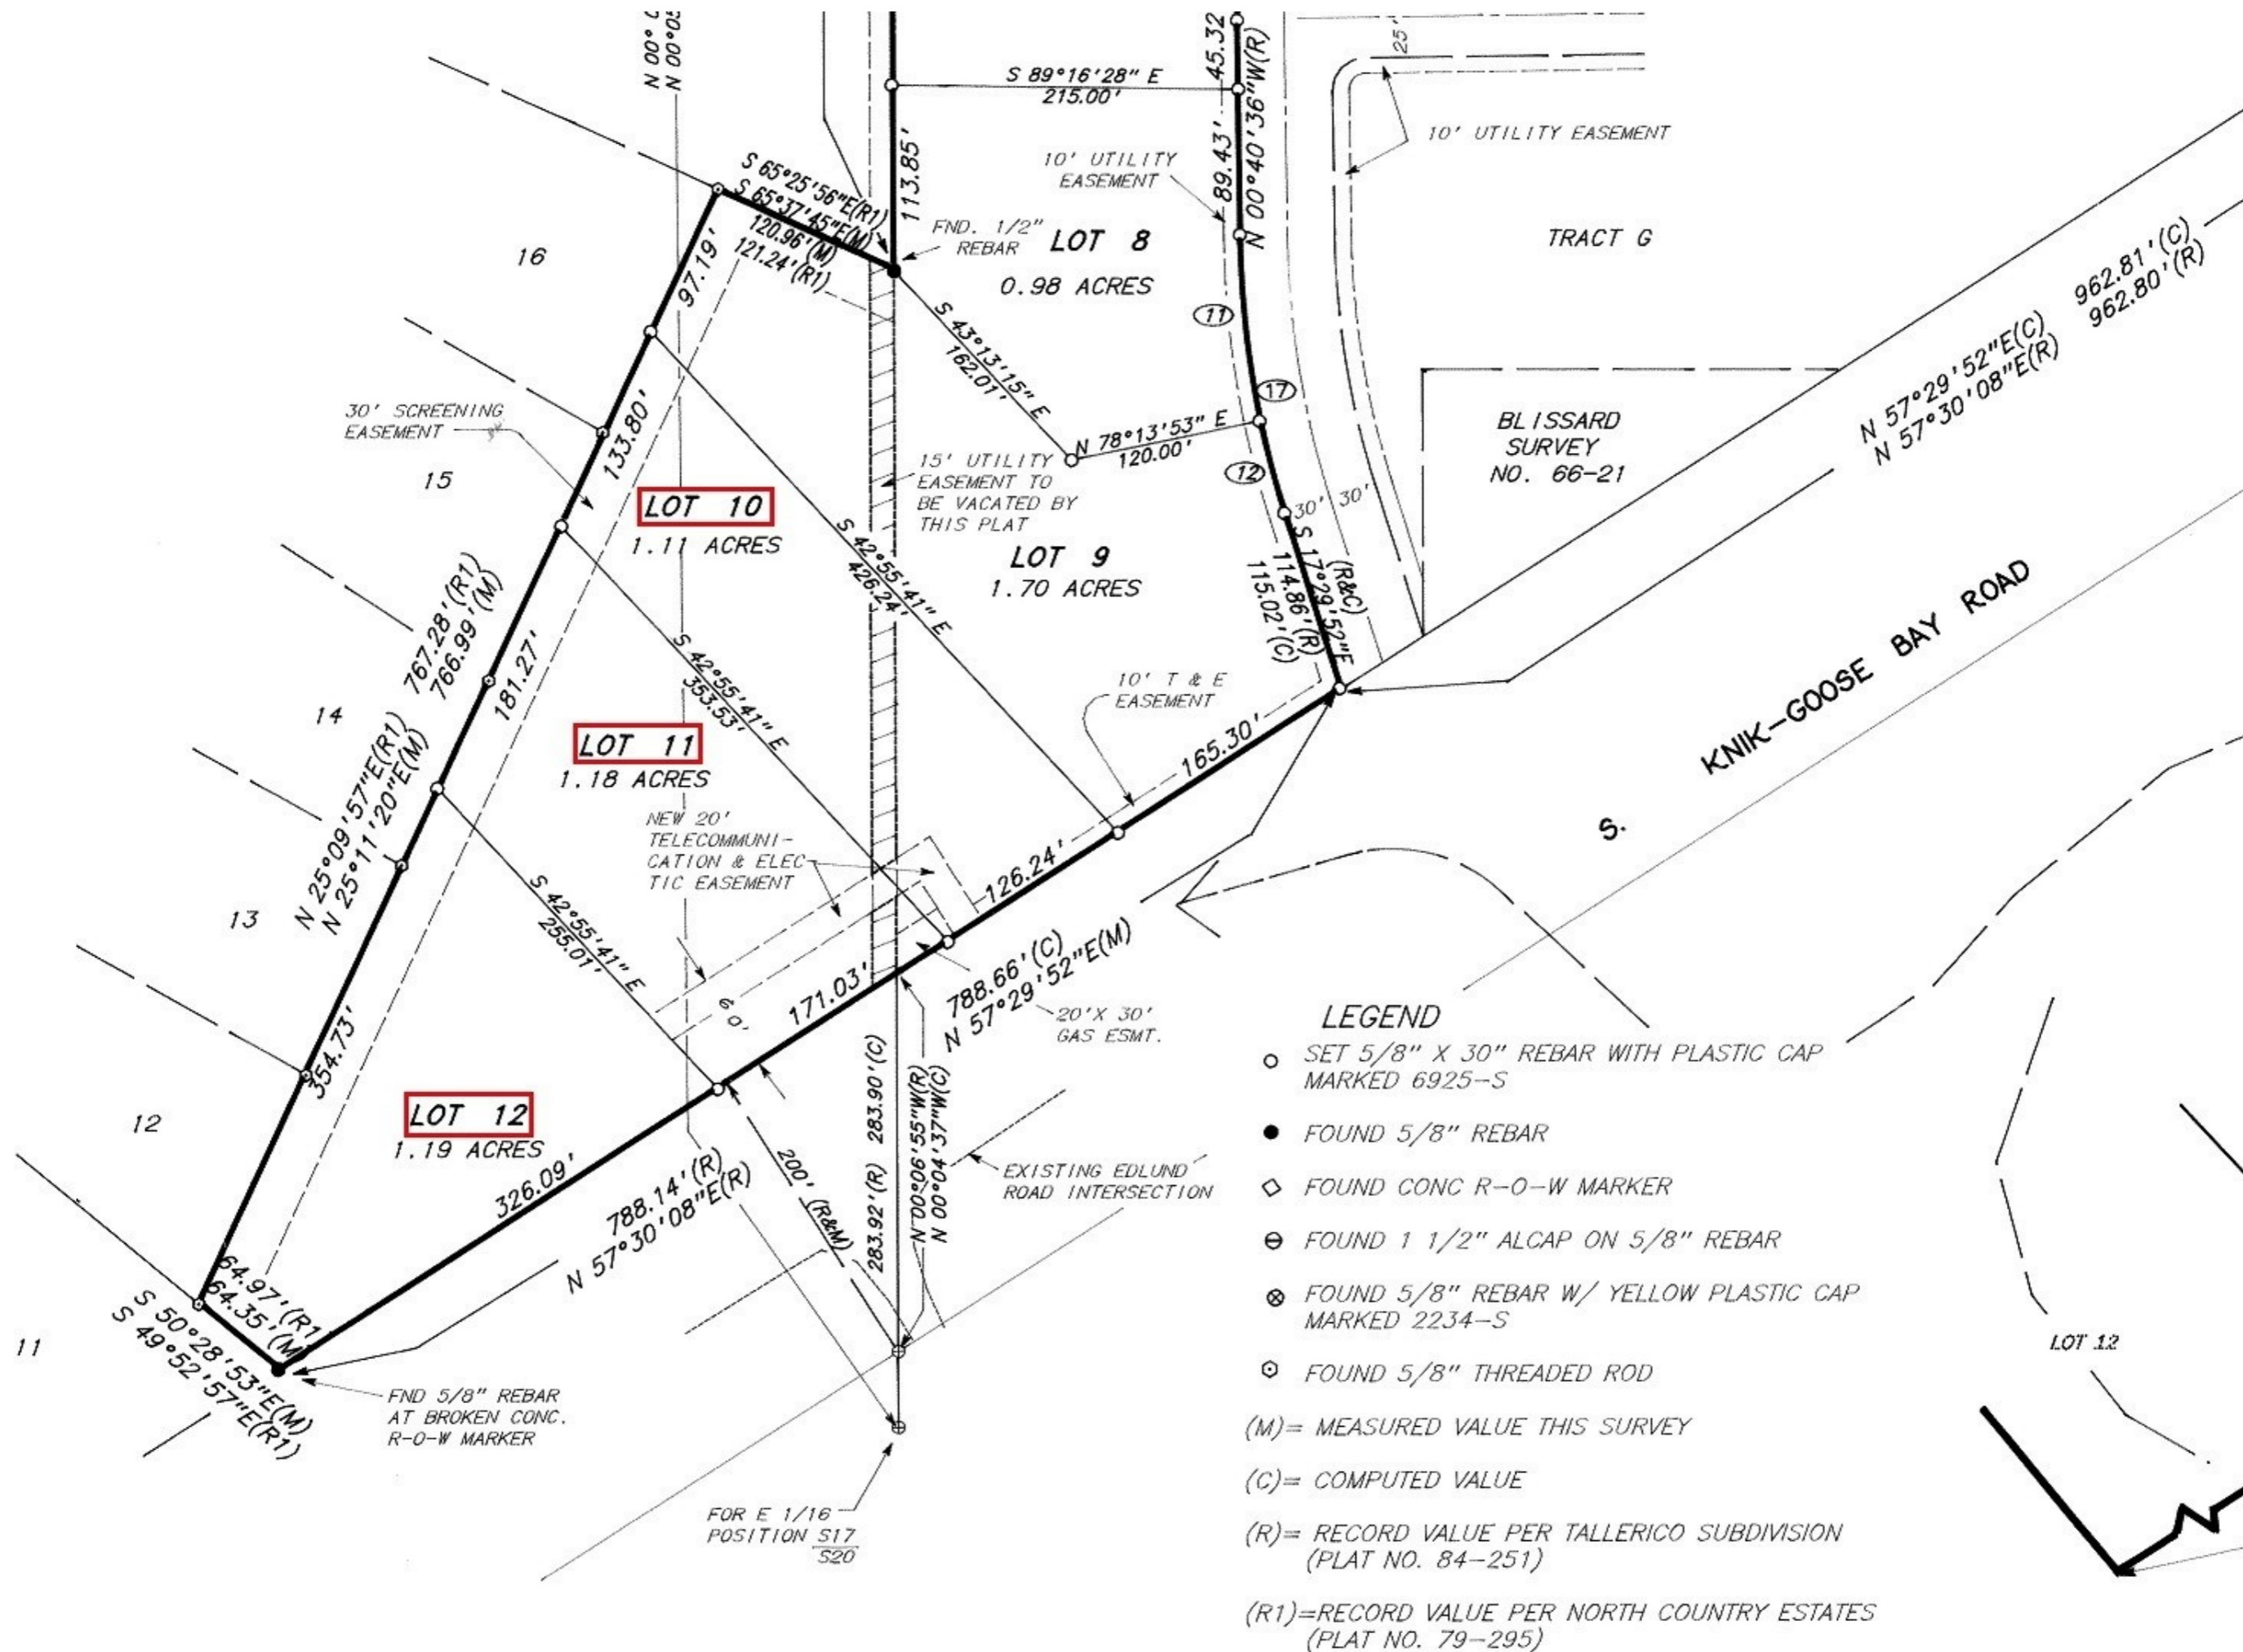 N 00° 0
N 00°05
S 89°16'28" E
215.00'
45.32
N 00°40'36"W(R)
89.43'
25'
10' UTILITY EASEMENT
10' UTILITY
EASEMENT
113.85'
S 65°25'56"E(R1)
S 65°37'45"E(M)
120.96'(M)
121.24'(R1)
FND. 1/2"
REBAR
LOT 8
0.98 ACRES
TRACT G
16
97.19'
11
S 43°13'15" E
162.01'
17
N 78°13'53" E
120.00'
12
962.81'(C)
962.80'(R)
N 57°29'52"E(C)
N 57°30'08"E(R)
BLISSARD
SURVEY
NO. 66-21
30' SCREENING
EASEMENT
133.80'
15
LOT 10
1.11 ACRES
15' UTILITY
EASEMENT TO
BE VACATED BY
THIS PLAT
30' 30'
S 42°55'41" E
426.24'
LOT 9
1.70 ACRES
S 17°29'52"E
(R&C)
114.86'(R)
115.02'(C)
S. KNIK-GOOSE BAY ROAD
767.28'(R1)
766.99'(M)
N 25°09'57"E(R1)
N 25°11'20"E(M)
181.27'
14
S 42°55'41" E
353.53'
LOT 11
1.18 ACRES
10' T & E
EASEMENT
165.30'
NEW 20'
TELECOMMUNI-
CATION & ELEC-
TIC EASEMENT
126.24'
13
S 42°55'41" E
255.01'
60'
171.03'
788.66'(C)
N 57°29'52"E(M)
20'X 30'
GAS ESMT.
354.73'
12
LOT 12
1.19 ACRES
326.09'
788.14'(R)
N 57°30'08"E(R)
200' (R&M)
283.92'(R) 283.90'(C)
N 00°06'55"W(R)
N 00°04'37"W(C)
EXISTING EDLUND
ROAD INTERSECTION
64.97'(R1
64.35'(M)
S 50°28'53"E(M)
S 49°52'57"E(R1)
11
FND 5/8" REBAR
AT BROKEN CONC.
R-O-W MARKER
FOR E 1/16
POSITION S17
S20
LEGEND
SET 5/8" X 30" REBAR WITH PLASTIC CAP
MARKED 6925-S
FOUND 5/8" REBAR
FOUND CONC R-O-W MARKER
FOUND 1 1/2" ALCAP ON 5/8" REBAR
FOUND 5/8" REBAR W/ YELLOW PLASTIC CAP
MARKED 2234-S
FOUND 5/8" THREADED ROD
(M)= MEASURED VALUE THIS SURVEY
(C)= COMPUTED VALUE
(R)= RECORD VALUE PER TALLERICO SUBDIVISION
(PLAT NO. 84-251)
(R1)=RECORD VALUE PER NORTH COUNTRY ESTATES
(PLAT NO. 79-295)
LOT 12